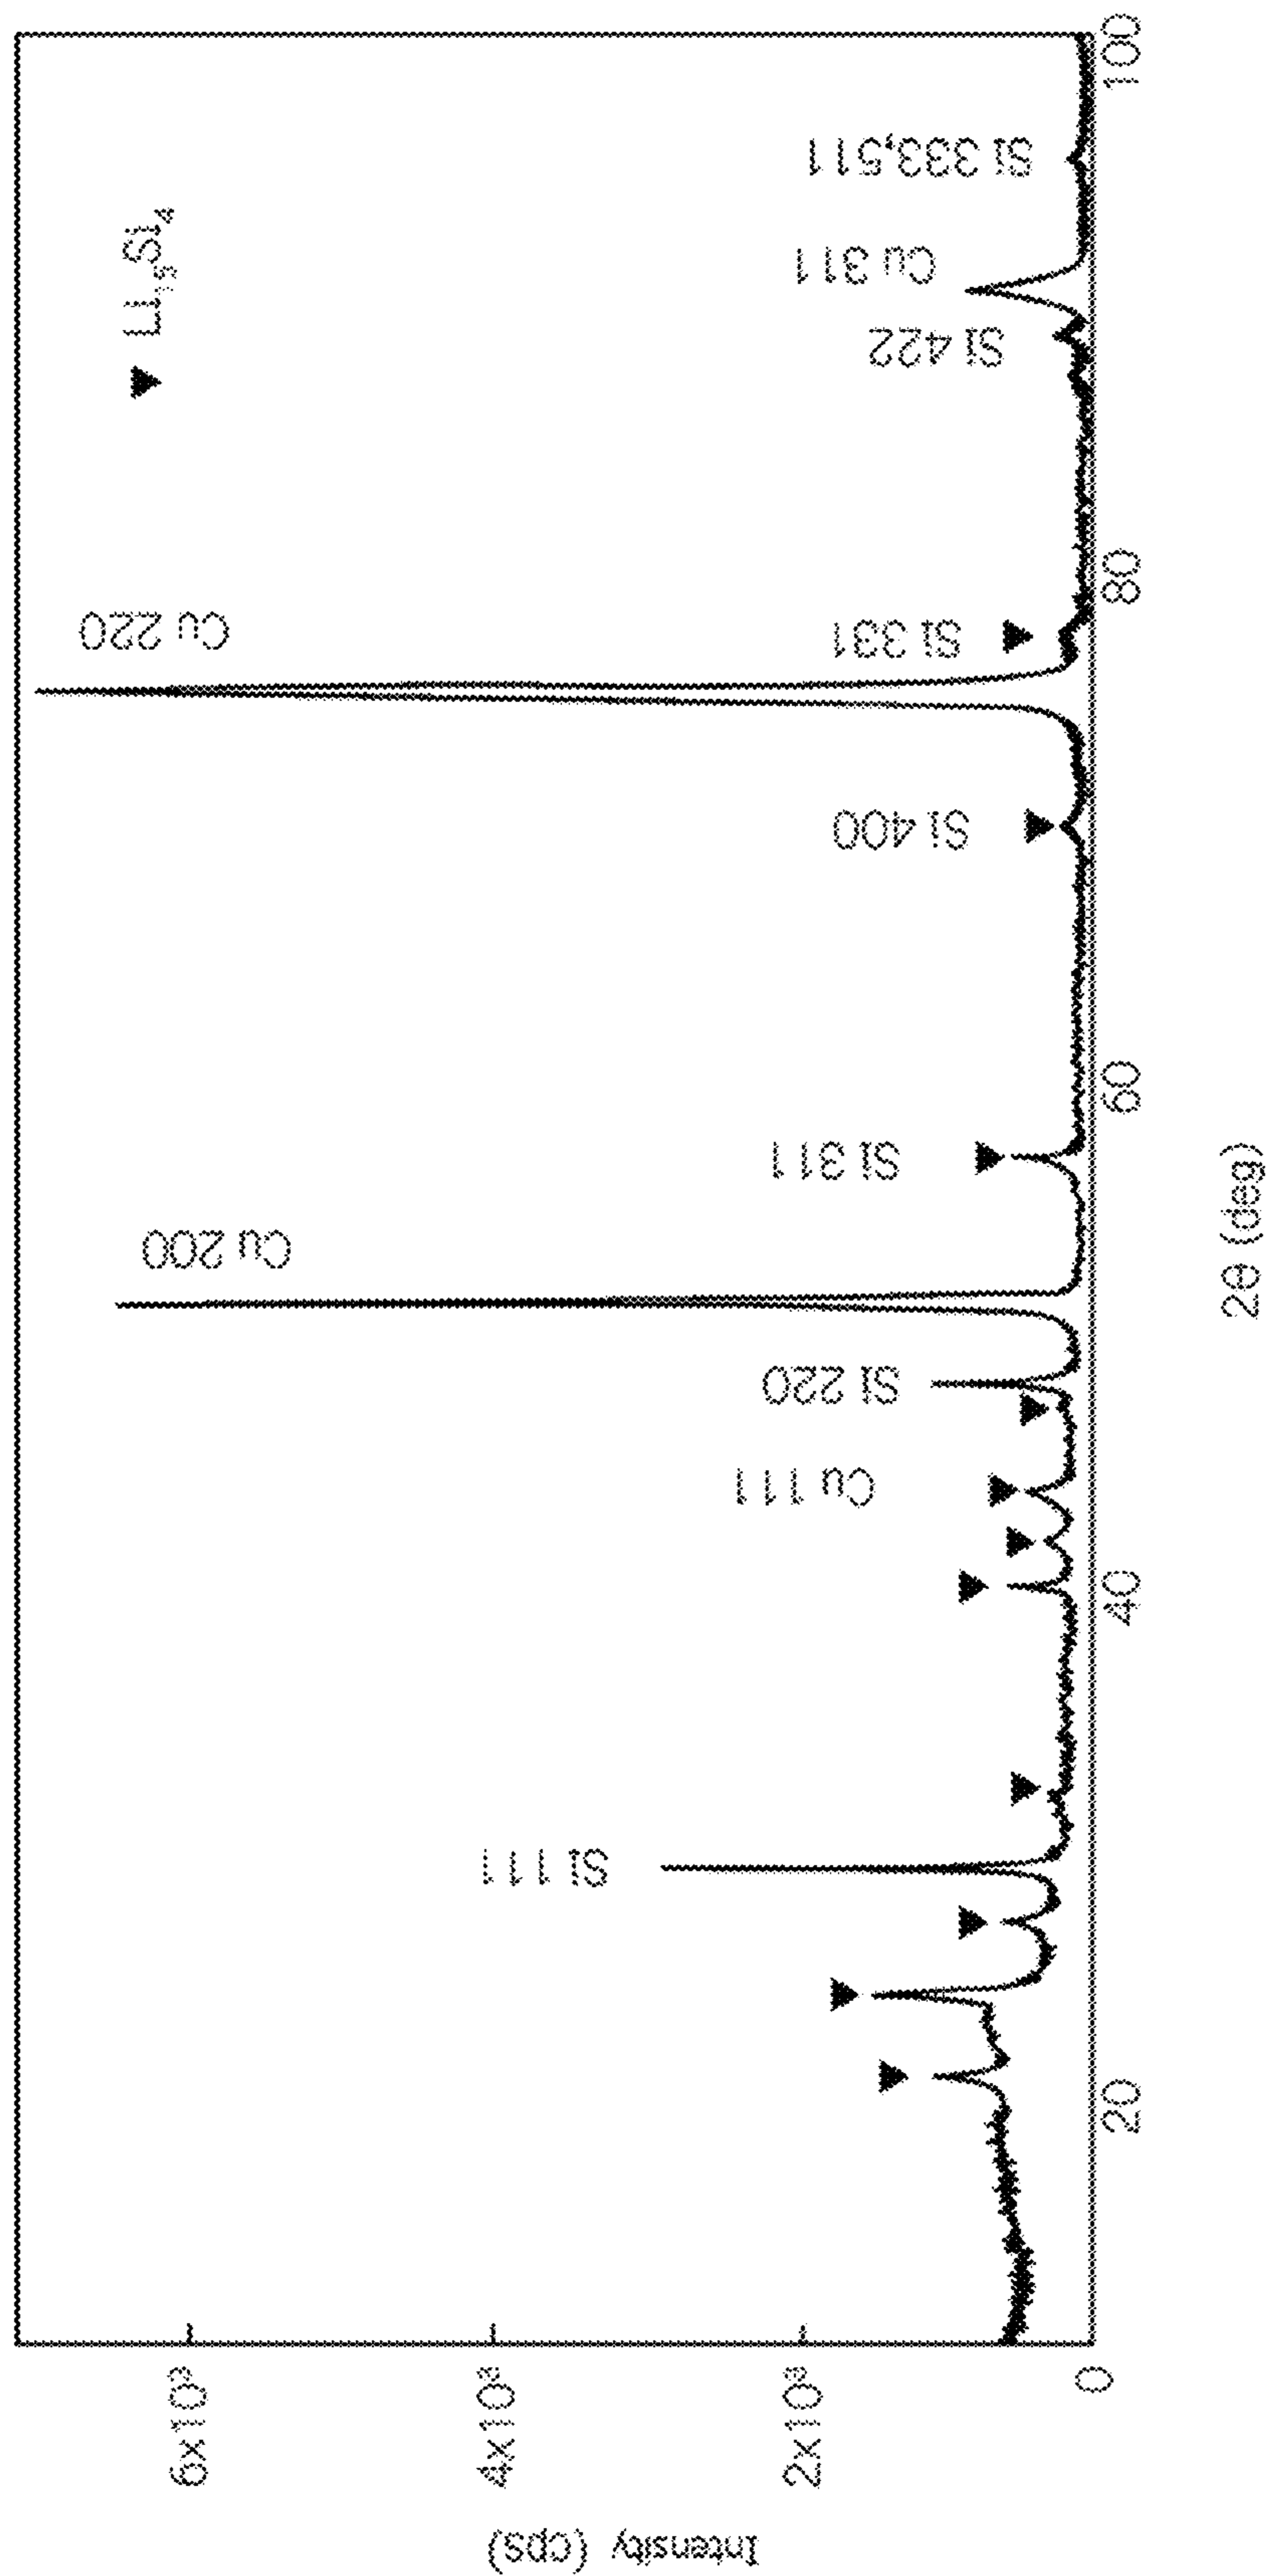 Intensity (cps)
6x10³
4x10³
2x10³
0
20
40
60
80
100
2θ (deg)
▼ Li₁₅Si₄
Si 111
Cu 111
Si 220
Cu 200
Si 311
Si 400
Cu 220
Si 331
Si 422
Cu 311
Si 333,511